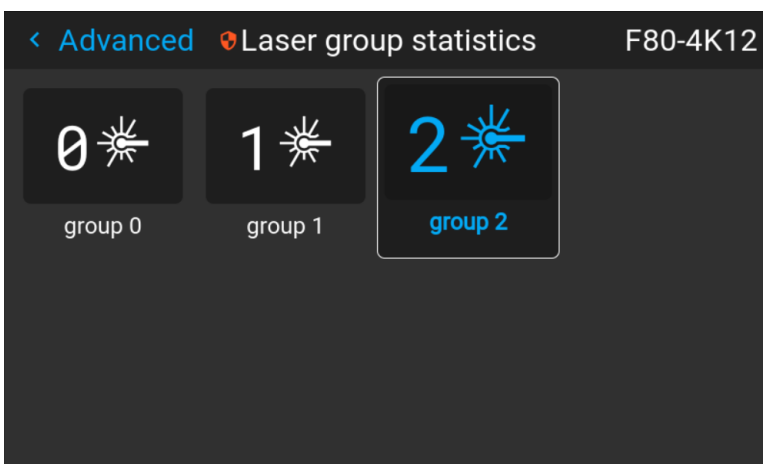 < Advanced Laser group statistics F80-4K12
0 1 2
group 0 group 1 group 2